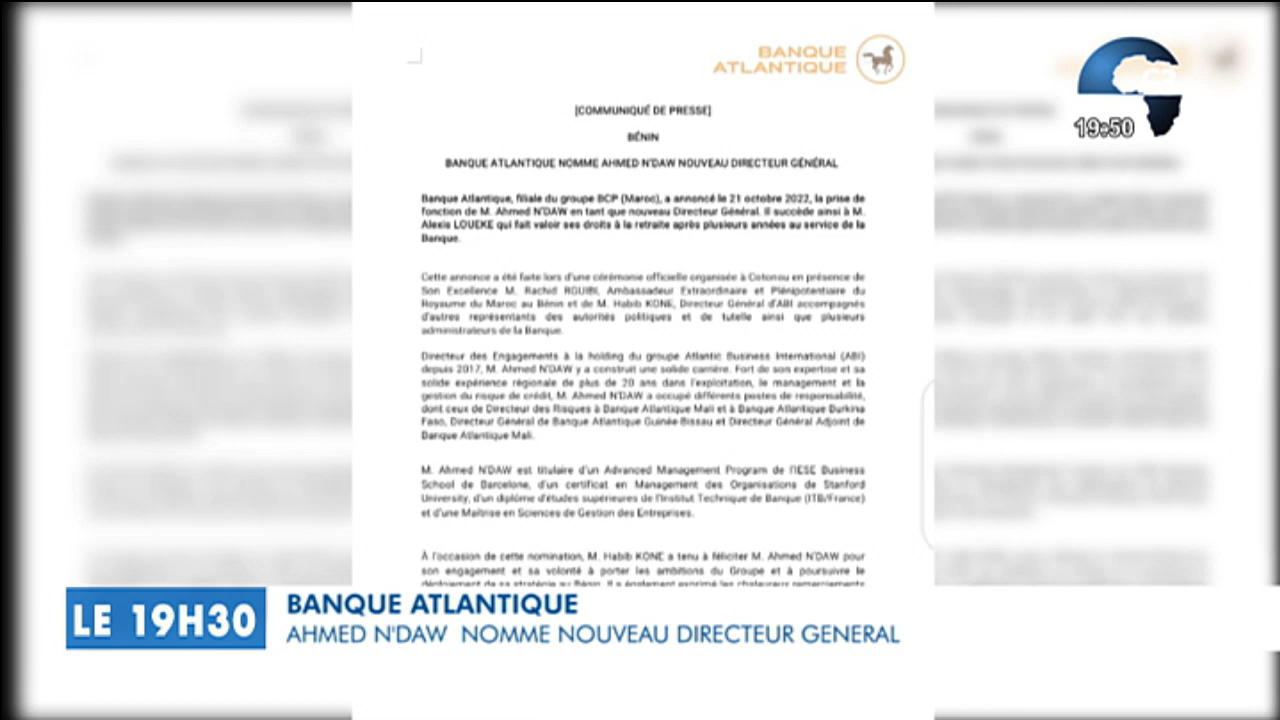 BANQUE
ATLANTIQUE
19:50
[COMMUNIQUÉ DE PRESSE]
BÉNIN
BANQUE ATLANTIQUE NOMME AHMED N'DAW NOUVEAU DIRECTEUR GÉNÉRAL
Banque Atlantique, filiale du groupe BCP (Maroc), a annoncé le 21 octobre 2022, la prise de
fonction de M. Ahmed N'DAW en tant que nouveau Directeur Général. Il succède ainsi à M.
Alexis LOUEKE qui fait valoir ses droits à la retraite après plusieurs années au service de la
Banque.
Cette annonce a été faite lors d'une cérémonie officielle organisée à Cotonou en présence de
Son Excellence M. Rachid RGUIBI, Ambassadeur Extraordinaire et Plénipotentiaire du
Royaume du Maroc au Bénin et de M. Habib KONE, Directeur Général d'ABI accompagnés
d'autres représentants des autorités politiques et de tutelle ainsi que plusieurs
administrateurs de la Banque.
Directeur des Engagements à la holding du groupe Atlantic Business International (ABI)
depuis 2017, M. Ahmed N'DAW y a construit une solide carrière. Fort de son expertise et sa
solide expérience régionale de plus de 20 ans dans l'exploitation, le management et la
gestion du risque de crédit, M. Ahmed N'DAW a occupé différents postes de responsabilité,
dont ceux de Directeur des Risques à Banque Atlantique Mali et à Banque Atlantique Burkina
Faso, Directeur Général de Banque Atlantique Guinée-Bissau et Directeur Général Adjoint de
Banque Atlantique Mali.
M. Ahmed N'DAW est titulaire d'un Advanced Management Program de l'IESE Business
School de Barcelone, d'un certificat en Management des Organisations de Stanford
University, d'un diplôme d'études supérieures de l'Institut Technique de Banque (ITB/France)
et d'une Maîtrise en Sciences de Gestion des Entreprises.
À l'occasion de cette nomination, M. Habib KONE a tenu à féliciter M. Ahmed N'DAW pour
son engagement et sa volonté à porter les ambitions du Groupe et à poursuivre le
déploiement de sa stratégie au Bénin. Il a également exprimé les chaleureux remerciements
LE 19H30
BANQUE ATLANTIQUE
AHMED N'DAW NOMME NOUVEAU DIRECTEUR GENERAL